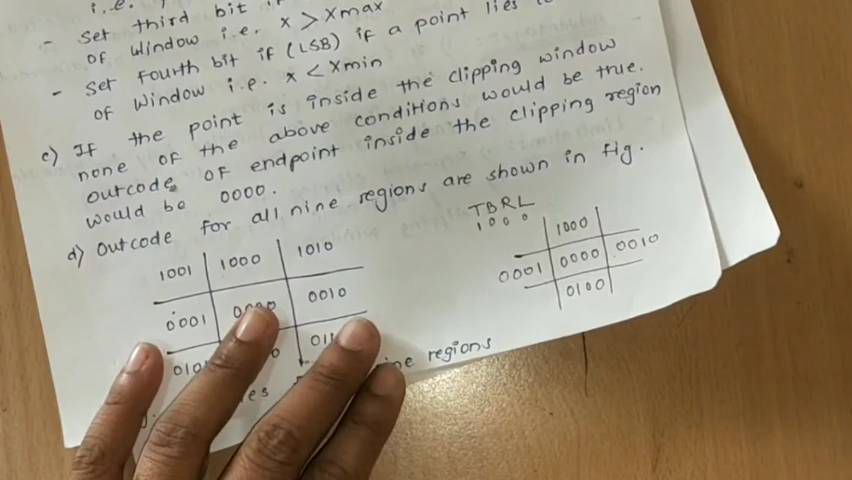 i.e.
- set third bit
of window i.e. x > xmax
- set fourth bit if (LSB) if a point lies
of window i.e. x < xmin
c) If the point is inside the clipping window
none of the above conditions would be true.
outcode of endpoint inside the clipping region
would be 0000.
d) outcode for all nine regions are shown in fig.
TBRL
1000
1001 1000 1010
0001 0000 0010
1000
0001 0000 0010
0100
nine regions